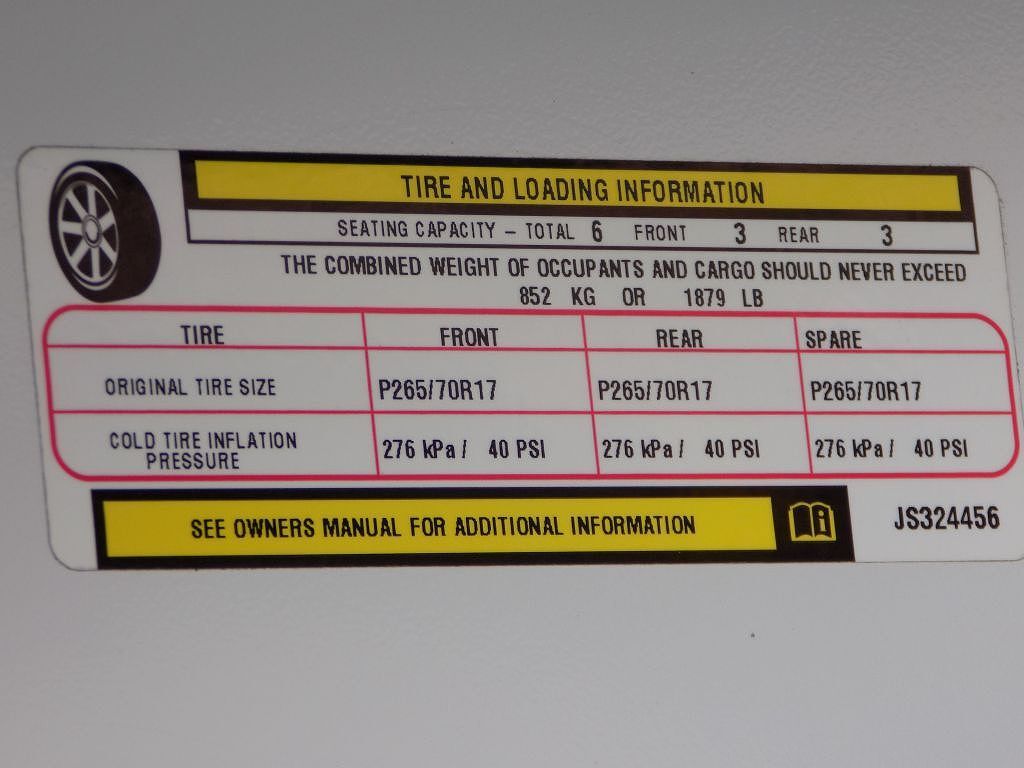 TIRE AND LOADING INFORMATION
SEATING CAPACITY – TOTAL 6 FRONT 3 REAR 3
THE COMBINED WEIGHT OF OCCUPANTS AND CARGO SHOULD NEVER EXCEED
852 KG OR 1879 LB
TIRE FRONT REAR SPARE
ORIGINAL TIRE SIZE P265/70R17 P265/70R17 P265/70R17
COLD TIRE INFLATION
PRESSURE 276 kPa / 40 PSI 276 kPa / 40 PSI 276 kPa / 40 PSI
SEE OWNERS MANUAL FOR ADDITIONAL INFORMATION
JS324456